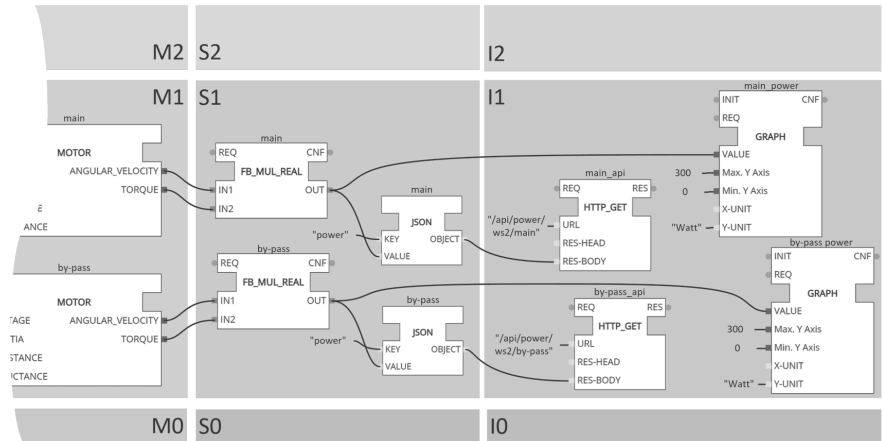 M2 S2 I2
M1 S1 I1
main
MOTOR
ANGULAR_VELOCITY
TORQUE
ANCE
main
REQ CNF
FB_MUL_REAL
IN1 OUT
IN2
main
JSON
"power" KEY OBJECT
VALUE
main_api
REQ RES
HTTP_GET
"/api/power/
ws2/main" URL
RES-HEAD
RES-BODY
main_power
INIT CNF
REQ
GRAPH
VALUE
300 Max. Y Axis
0 Min. Y Axis
X-UNIT
"Watt" Y-UNIT
by-pass
MOTOR
TAGE ANGULAR_VELOCITY
TIA TORQUE
STANCE
UCTANCE
by-pass
REQ CNF
FB_MUL_REAL
IN1 OUT
IN2
by-pass
JSON
"power" KEY OBJECT
VALUE
by-pass_api
REQ RES
HTTP_GET
"/api/power/
ws2/by-pass" URL
RES-HEAD
RES-BODY
by-pass power
INIT CNF
REQ
GRAPH
VALUE
300 Max. Y Axis
0 Min. Y Axis
X-UNIT
"Watt" Y-UNIT
M0 S0 I0